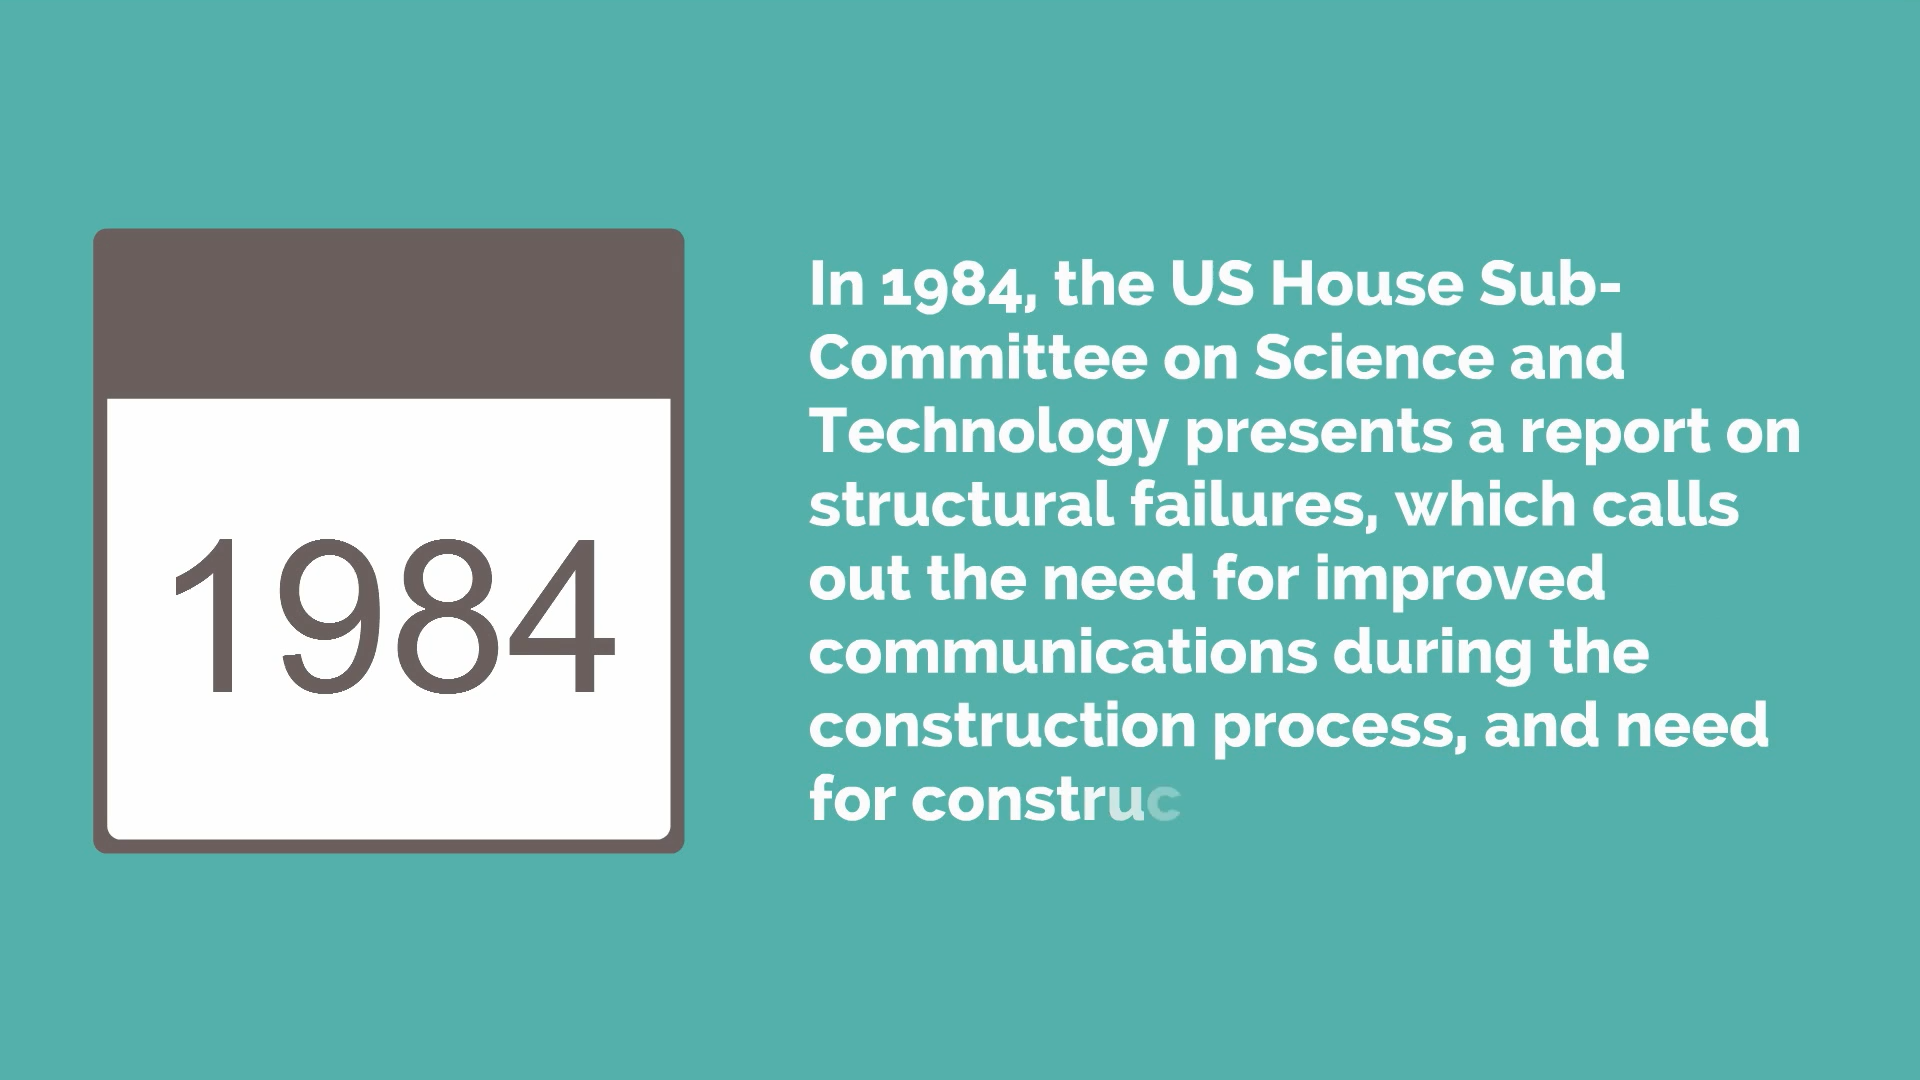 1984
In 1984, the US House Sub-
Committee on Science and
Technology presents a report on
structural failures, which calls
out the need for improved
communications during the
construction process, and need
for construc